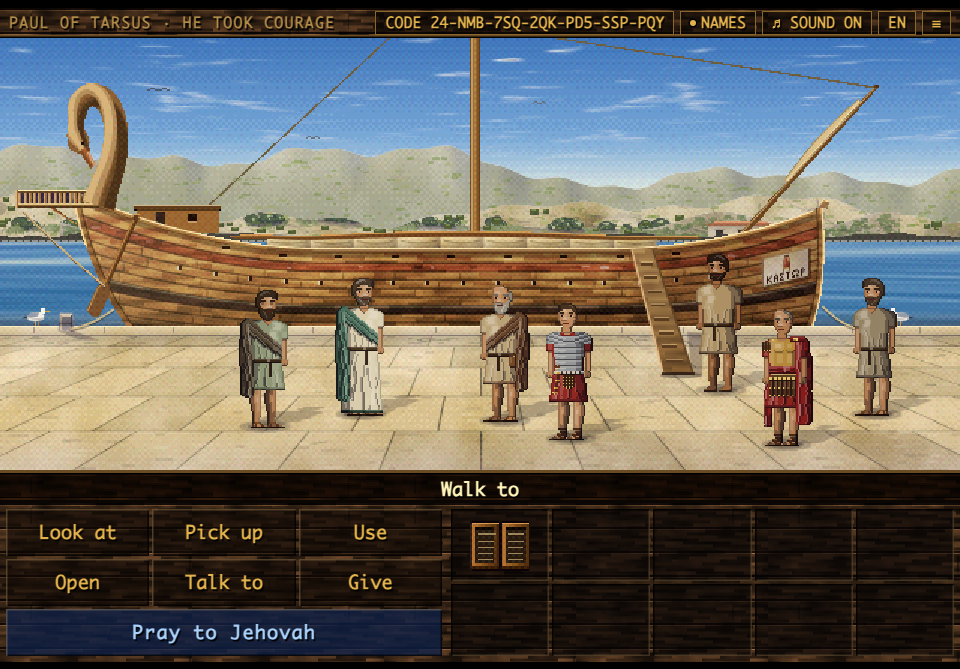 PAUL OF TARSUS · HE TOOK COURAGE
CODE 24-NMB-7SQ-2QK-PD5-SSP-PQY
NAMES
SOUND ON
EN
ΚΑΣΤΩΡ
Walk to
Look at
Pick up
Use
Open
Talk to
Give
Pray to Jehovah